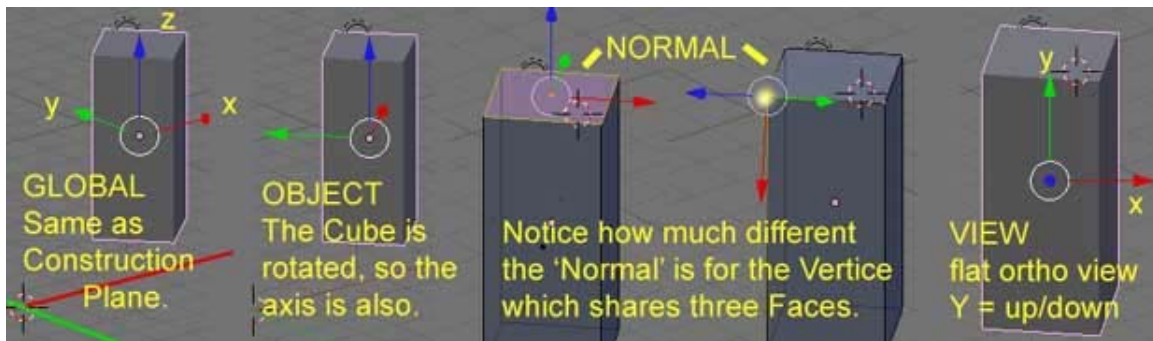 z
y
x
GLOBAL
Same as
Construction
Plane.
OBJECT
The Cube is
rotated, so the
axis is also.
NORMAL
Notice how much different
the ‘Normal’ is for the Vertice
which shares three Faces.
y
x
VIEW
flat ortho view
Y = up/down